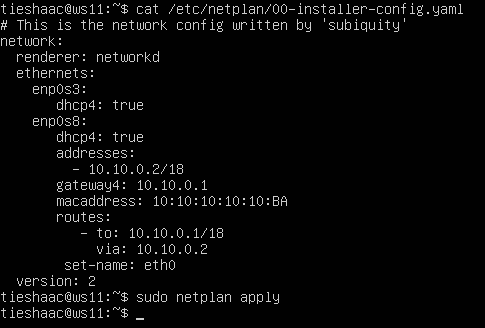 tieshaac@ws11:~$ cat /etc/netplan/00-installer-config.yaml
# This is the network config written by 'subiquity'
network:
  renderer: networkd
  ethernets:
    enp0s3:
       dhcp4: true
    enp0s8:
       dhcp4: true
       addresses:
         - 10.10.0.2/18
       gateway4: 10.10.0.1
       macaddress: 10:10:10:10:10:BA
       routes:
          - to: 10.10.0.1/18
            via: 10.10.0.2
        set-name: eth0
  version: 2
tieshaac@ws11:~$ sudo netplan apply
tieshaac@ws11:~$ _